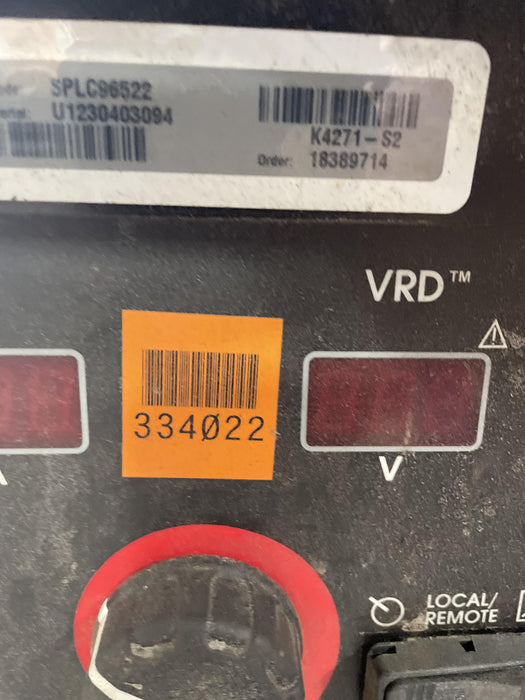 SPLC96522
U1230403094
K4271-S2
Order: 18389714
VRD™
334022
V
LOCAL/
REMOTE